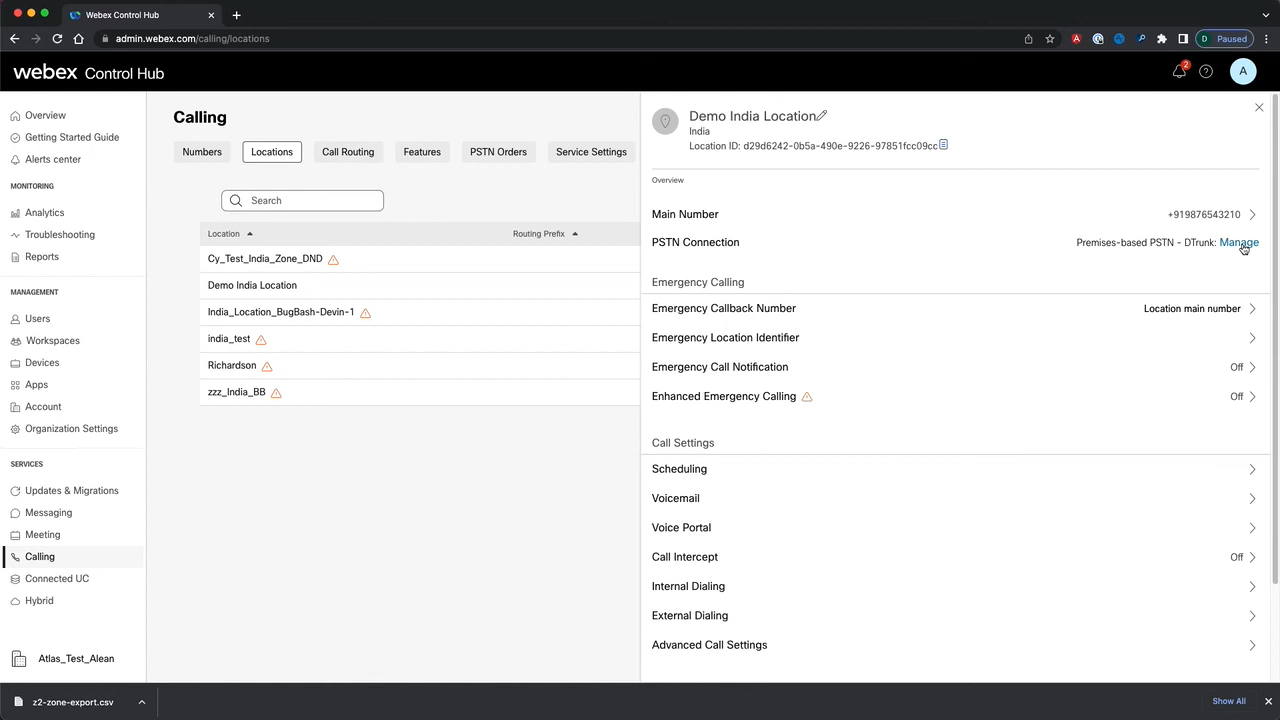 Webex Control Hub
admin.webex.com/calling/locations
D Paused
webex Control Hub
2
A
Overview
Getting Started Guide
Alerts center
MONITORING
Analytics
Troubleshooting
Reports
MANAGEMENT
Users
Workspaces
Devices
Apps
Account
Organization Settings
SERVICES
Updates & Migrations
Messaging
Meeting
Calling
Connected UC
Hybrid
Atlas_Test_Alean
Calling
Numbers Locations Call Routing Features PSTN Orders Service Settings
Search
Location Routing Prefix
Cy_Test_India_Zone_DND
Demo India Location
India_Location_BugBash-Devin-1
india_test
Richardson
zzz_India_BB
Demo India Location
India
Location ID: d29d6242-0b5a-490e-9226-97851fcc09cc
Overview
Main Number +919876543210
PSTN Connection Premises-based PSTN - DTrunk: Manage
Emergency Calling
Emergency Callback Number Location main number
Emergency Location Identifier
Emergency Call Notification Off
Enhanced Emergency Calling Off
Call Settings
Scheduling
Voicemail
Voice Portal
Call Intercept Off
Internal Dialing
External Dialing
Advanced Call Settings
z2-zone-export.csv
Show All